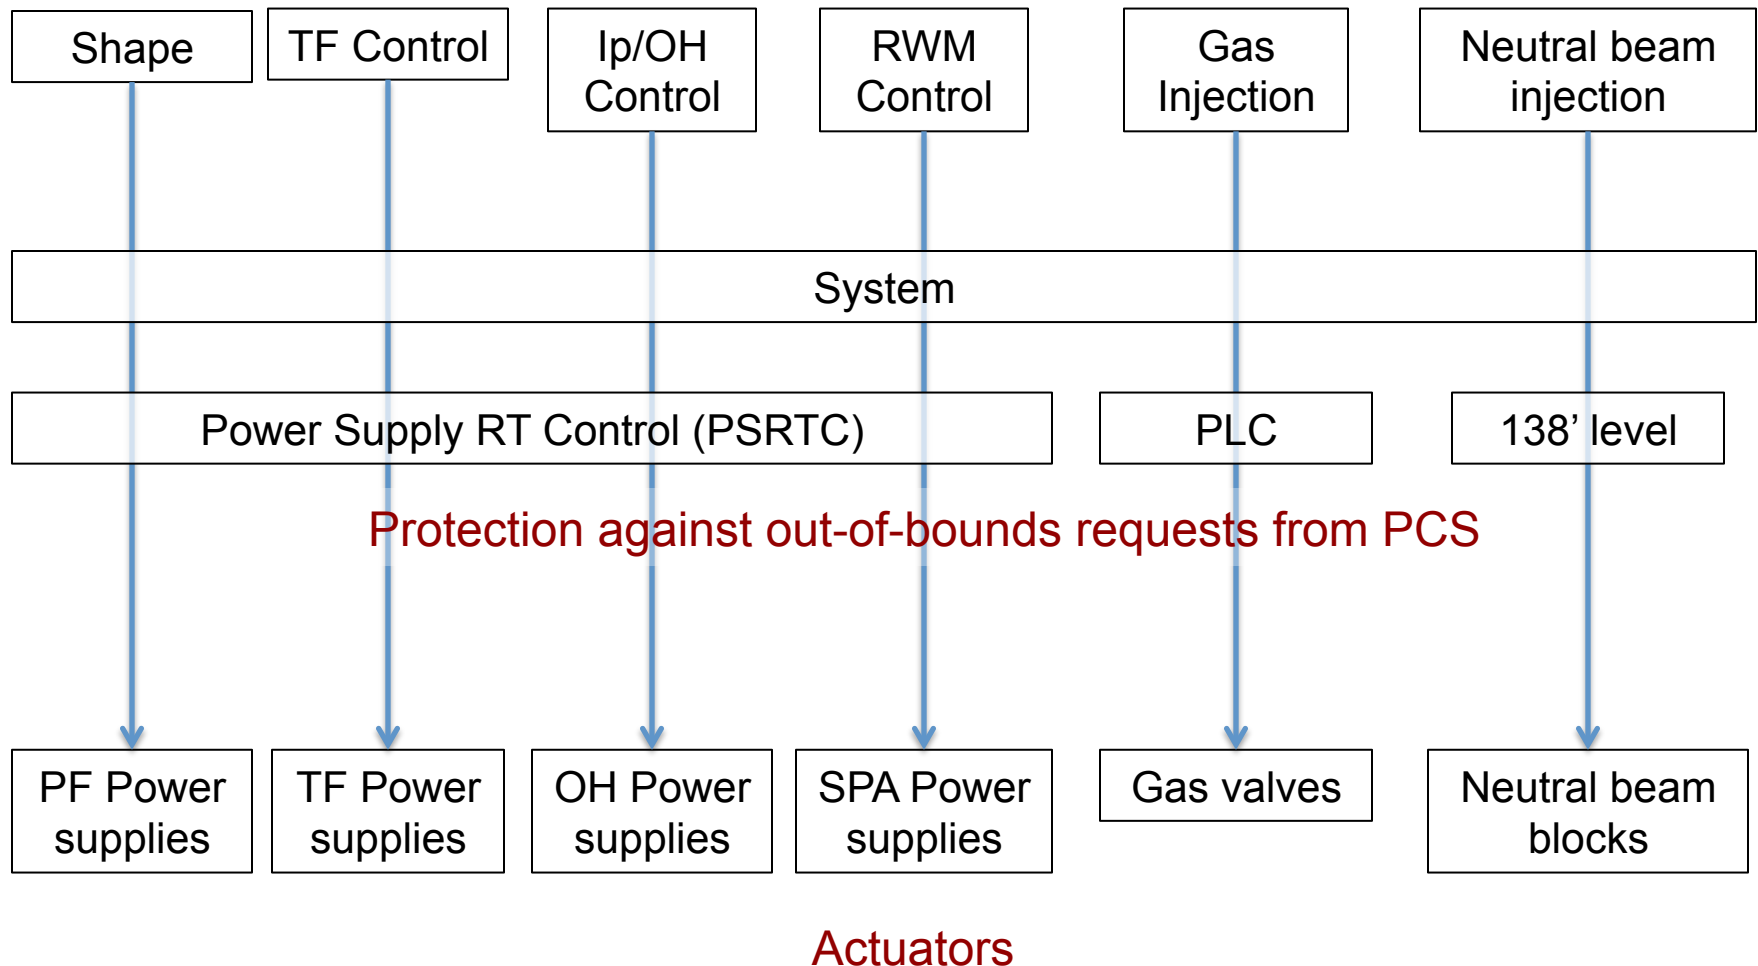 Shape
TF Control
Ip/OH
Control
RWM
Control
Gas
Injection
Neutral beam
injection
System
Power Supply RT Control (PSRTC)
PLC
138’ level
Protection against out-of-bounds requests from PCS
PF Power
supplies
TF Power
supplies
OH Power
supplies
SPA Power
supplies
Gas valves
Neutral beam
blocks
Actuators